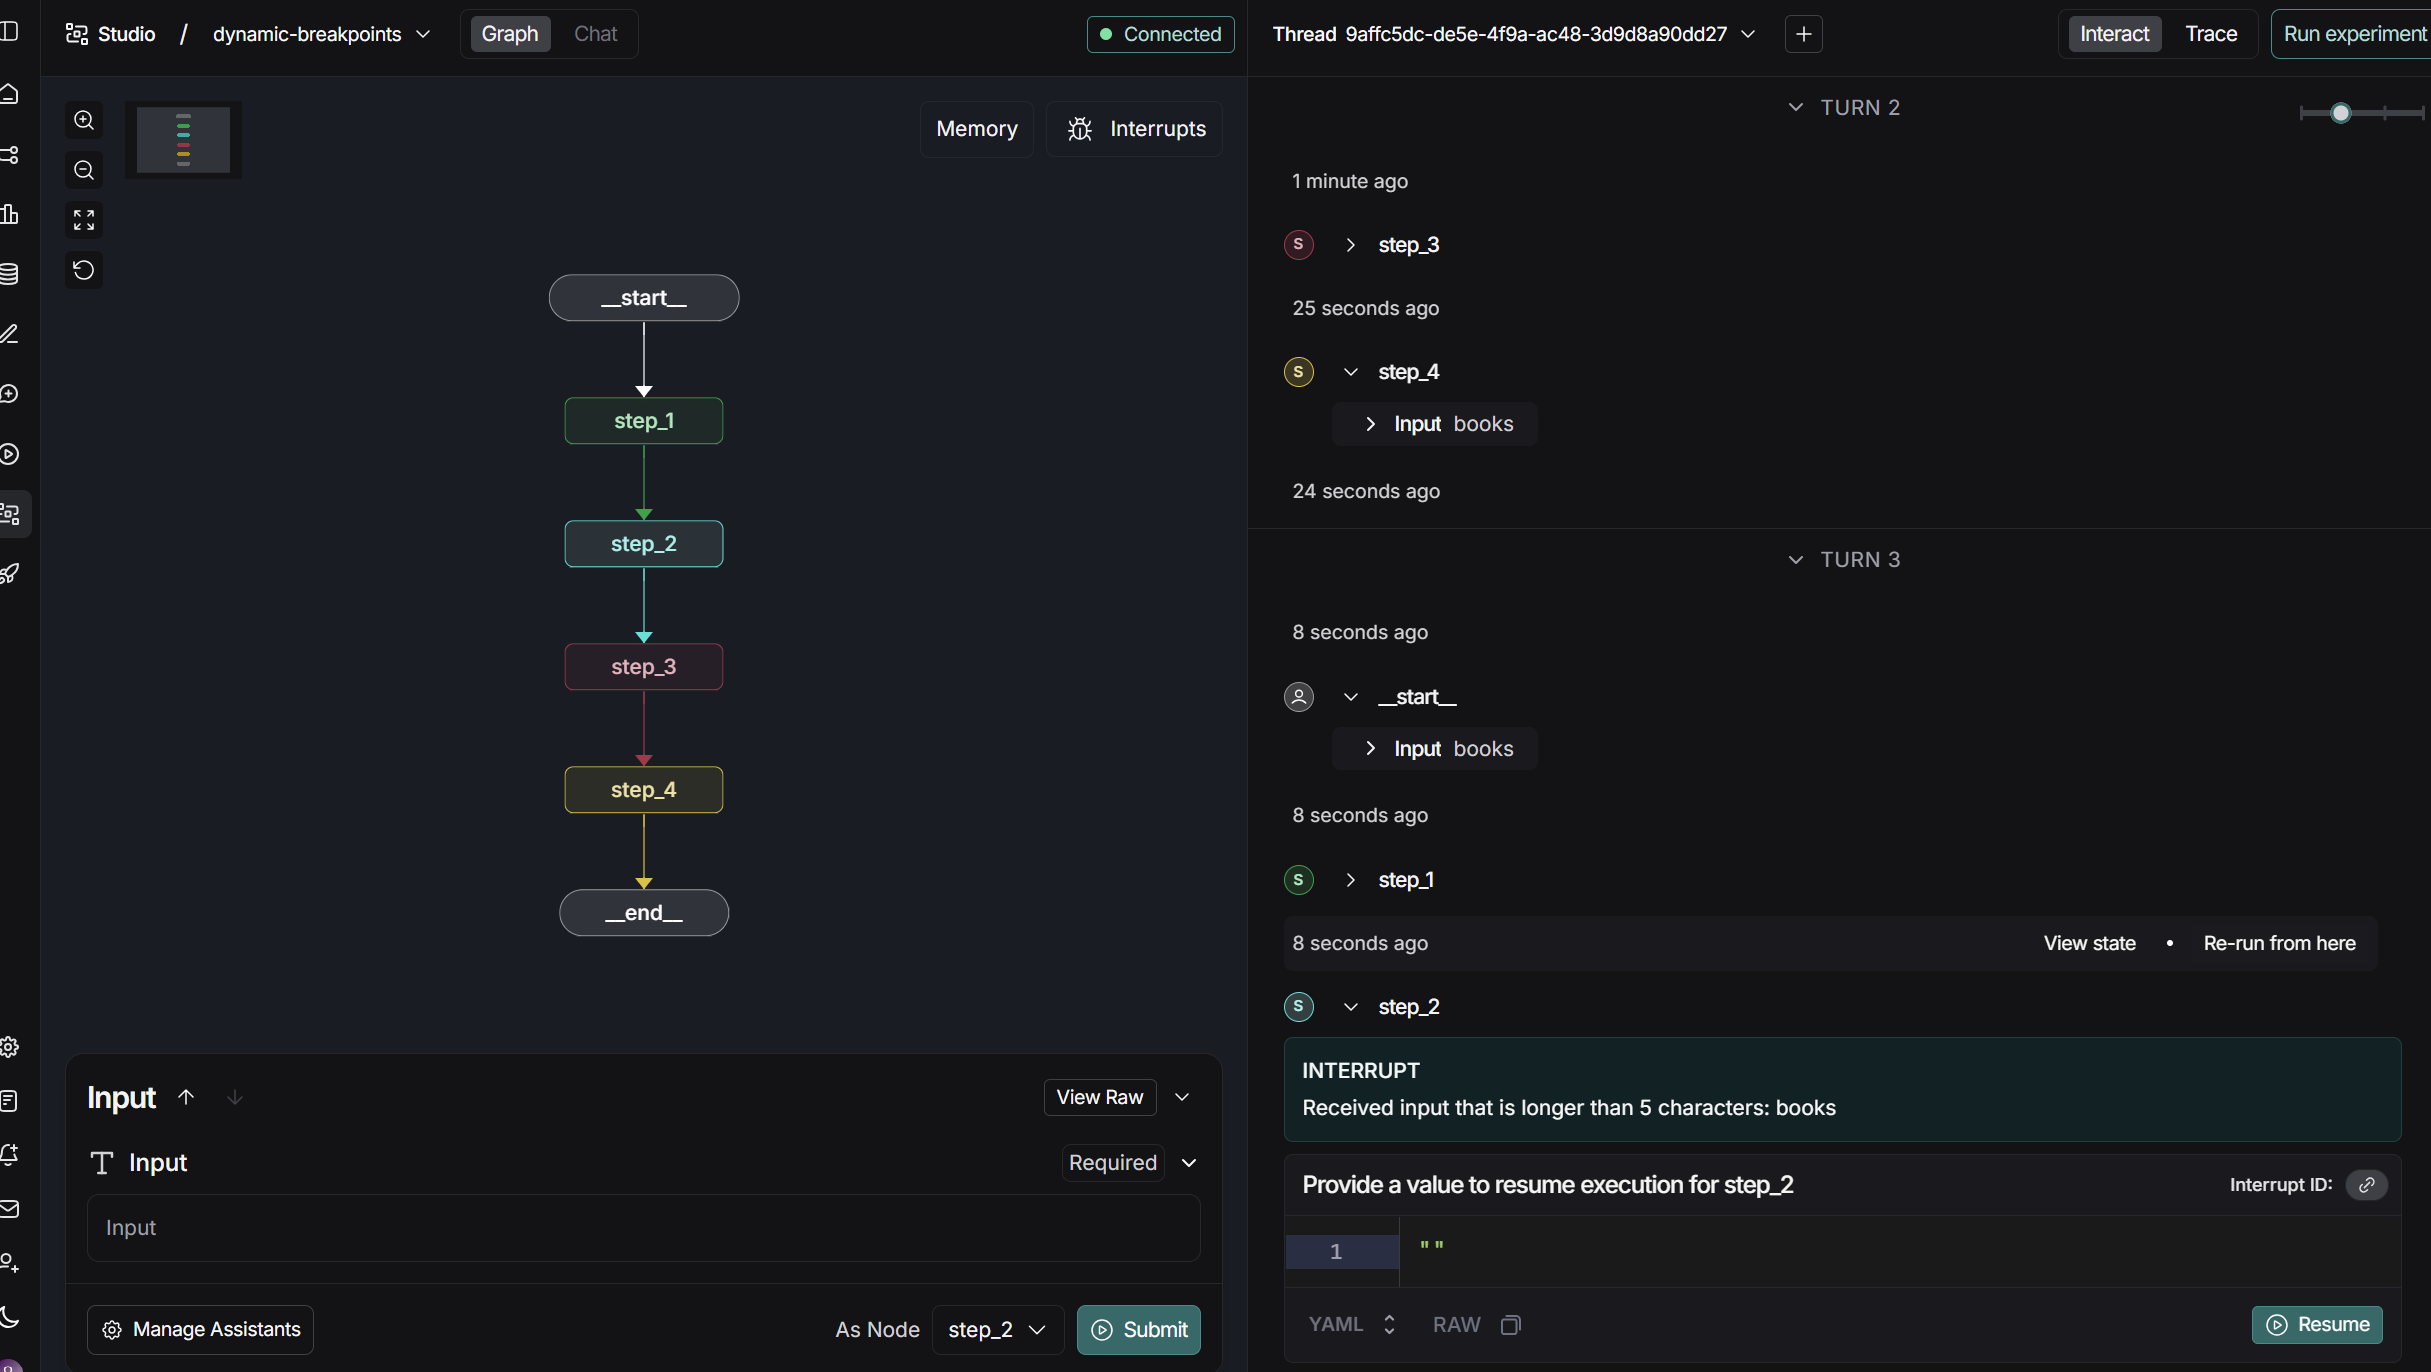 Studio / dynamic-breakpoints
Graph Chat
Connected
Memory
Interrupts
__start__
step_1
step_2
step_3
step_4
__end__
Input
View Raw
Input
Required
Input
Manage Assistants
As Node step_2
Submit
Thread 9affc5dc-de5e-4f9a-ac48-3d9d8a90dd27
Interact Trace
Run experiment
TURN 2
1 minute ago
S step_3
25 seconds ago
S step_4
Input books
24 seconds ago
TURN 3
8 seconds ago
__start__
Input books
8 seconds ago
S step_1
8 seconds ago
View state • Re-run from here
S step_2
INTERRUPT
Received input that is longer than 5 characters: books
Provide a value to resume execution for step_2
Interrupt ID:
1 ""
YAML RAW
Resume